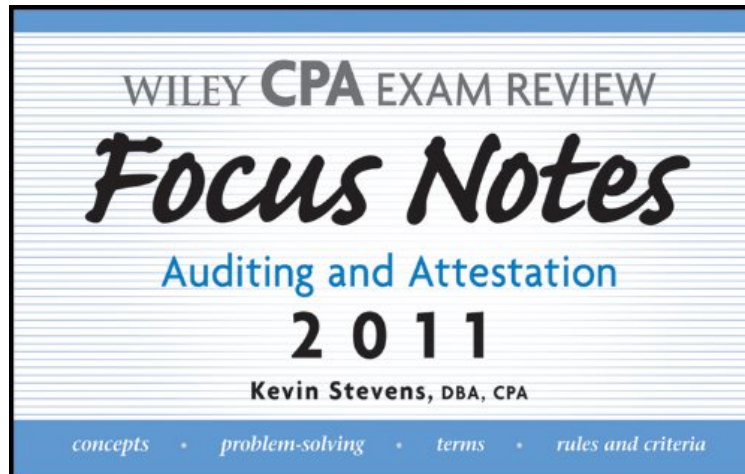 WILEY CPA EXAM REVIEW
Focus Notes
Auditing and Attestation
2011
Kevin Stevens, DBA, CPA
concepts • problem-solving • terms • rules and criteria